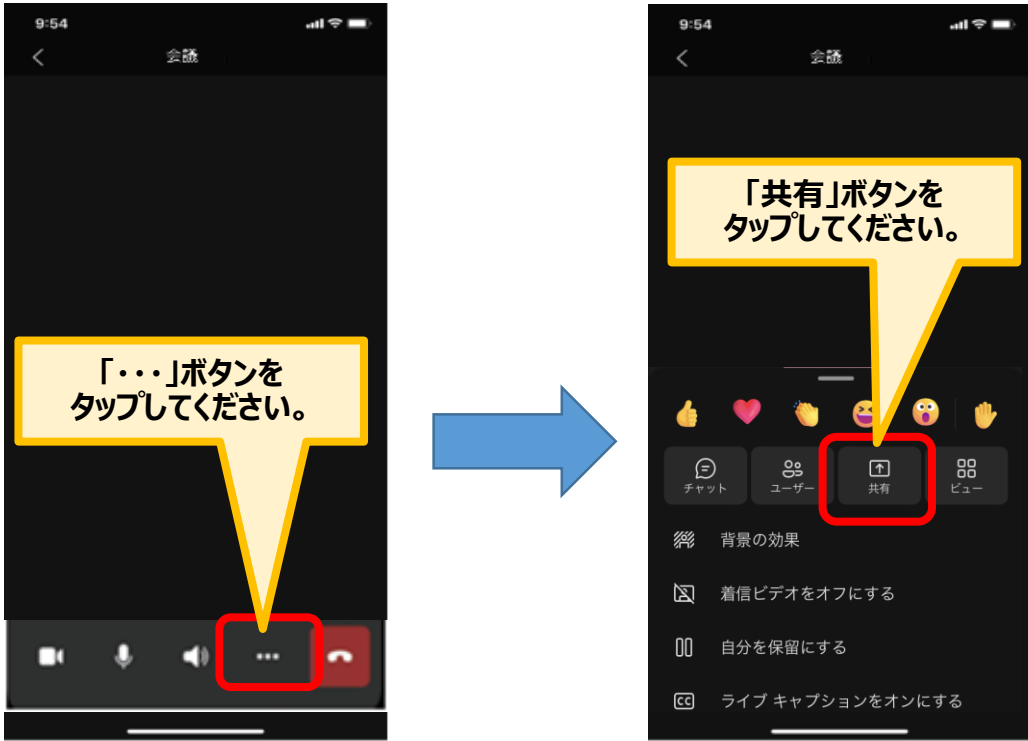 9:54
会議
「・・・」ボタンを
タップしてください。
9:54
会議
「共有」ボタンを
タップしてください。
チャット
ユーザー
共有
ビュー
背景の効果
着信ビデオをオフにする
自分を保留にする
CC
ライブ キャプションをオンにする